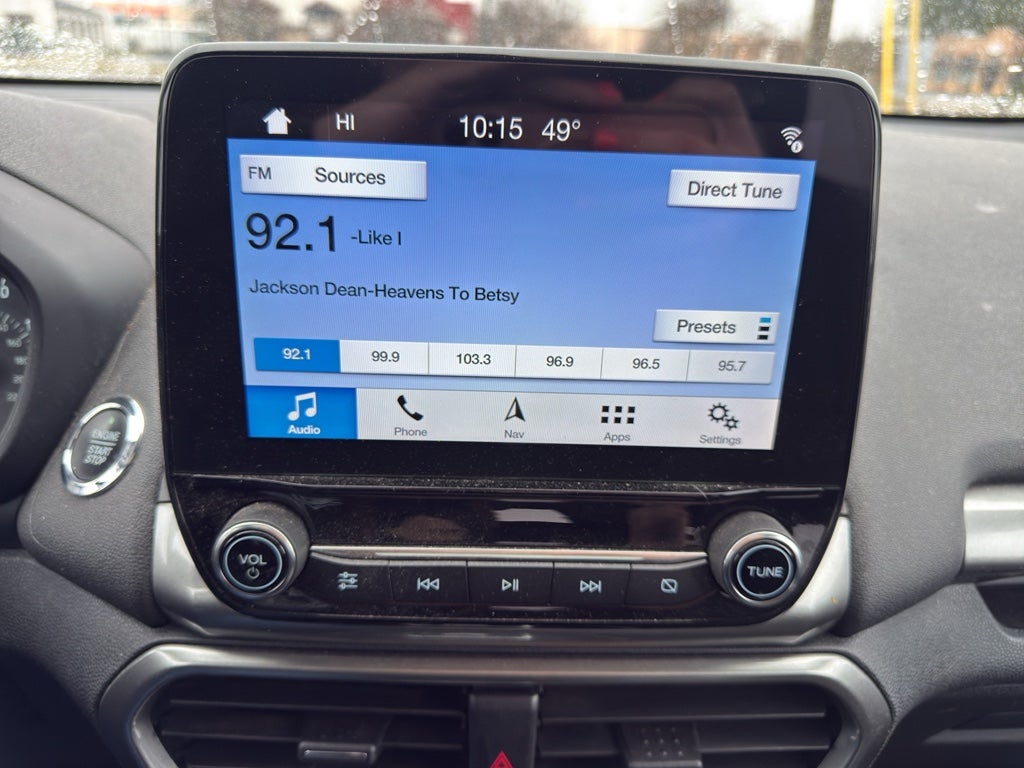 HI 10:15 49°
FM Sources
Direct Tune
92.1 -Like I
Jackson Dean-Heavens To Betsy
Presets
92.1 99.9 103.3 96.9 96.5 95.7
Audio Phone Nav Apps Settings
ENGINE
START
STOP
VOL
TUNE